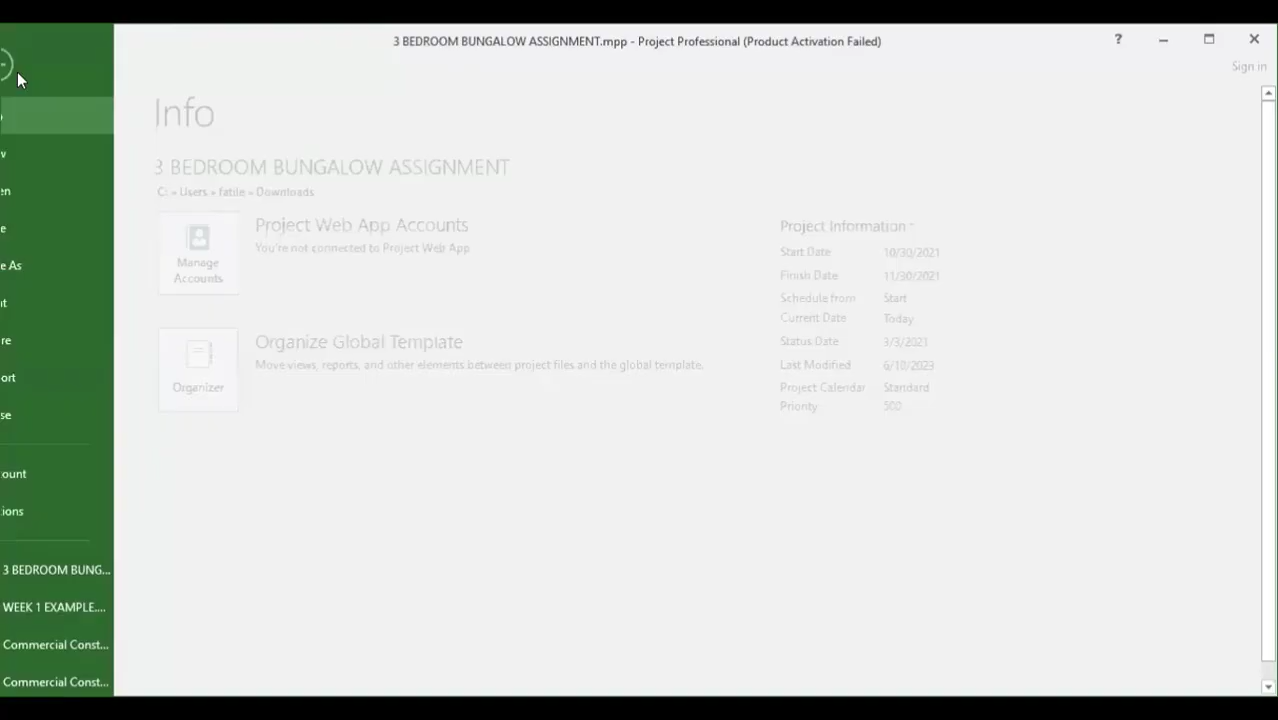 3 BEDROOM BUNGALOW ASSIGNMENT.mpp - Project Professional (Product Activation Failed)
?
Sign in
Info
3 BEDROOM BUNGALOW ASSIGNMENT
C: » Users » fatile » Downloads
Manage
Accounts
Project Web App Accounts
You're not connected to Project Web App
Organizer
Organize Global Template
Move views, reports, and other elements between project files and the global template.
Project Information
Start Date 10/30/2021
Finish Date 11/30/2021
Schedule from Start
Current Date Today
Status Date 3/3/2021
Last Modified 6/10/2023
Project Calendar Standard
Priority 500
v
en
e
e As
nt
re
ort
se
ount
ions
3 BEDROOM BUNG...
WEEK 1 EXAMPLE....
Commercial Const...
Commercial Const...